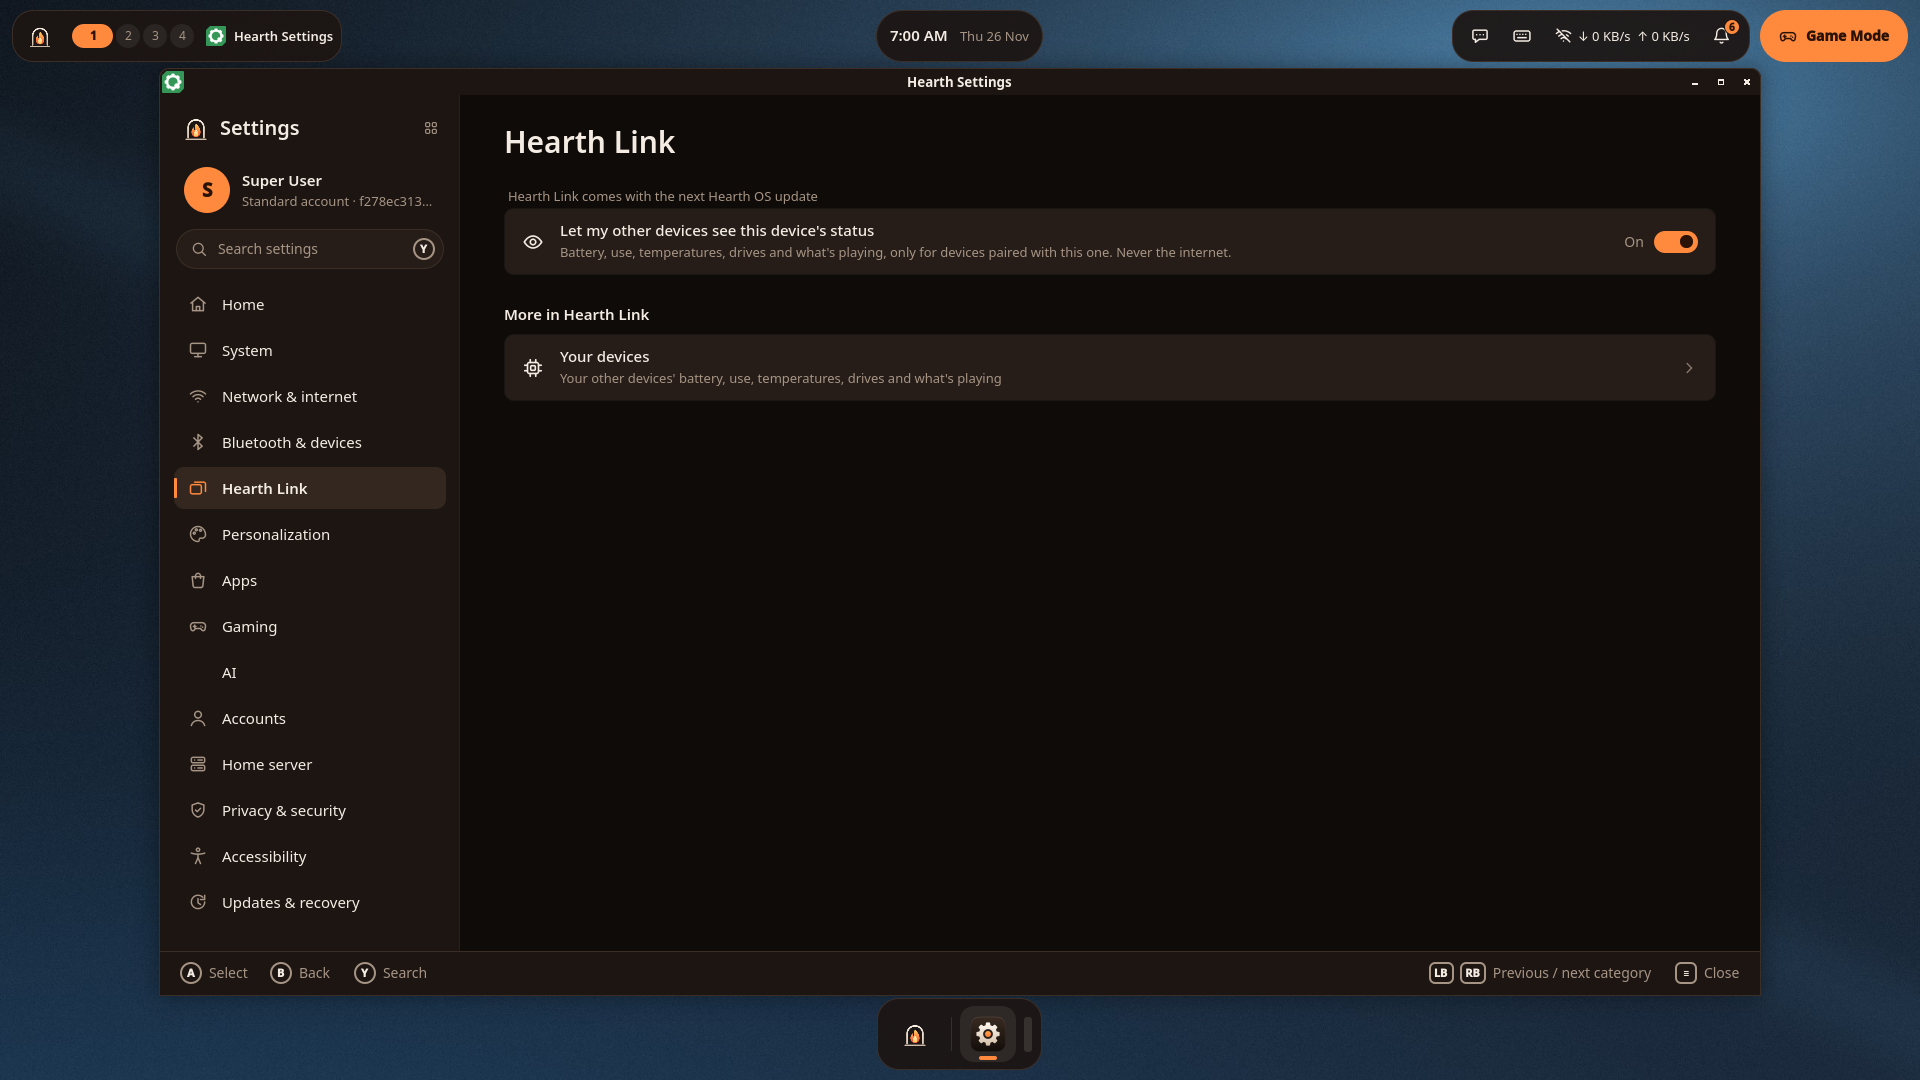 1 2 3 4 Hearth Settings
7:00 AM Thu 26 Nov
↓ 0 KB/s ↑ 0 KB/s
6
Game Mode
Hearth Settings
Settings
S
Super User
Standard account · f278ec313...
Search settings Y
Home
System
Network & internet
Bluetooth & devices
Hearth Link
Personalization
Apps
Gaming
AI
Accounts
Home server
Privacy & security
Accessibility
Updates & recovery
Hearth Link
Hearth Link comes with the next Hearth OS update
Let my other devices see this device's status
Battery, use, temperatures, drives and what's playing, only for devices paired with this one. Never the internet.
On
More in Hearth Link
Your devices
Your other devices' battery, use, temperatures, drives and what's playing
A Select B Back Y Search
LB RB Previous / next category ≡ Close